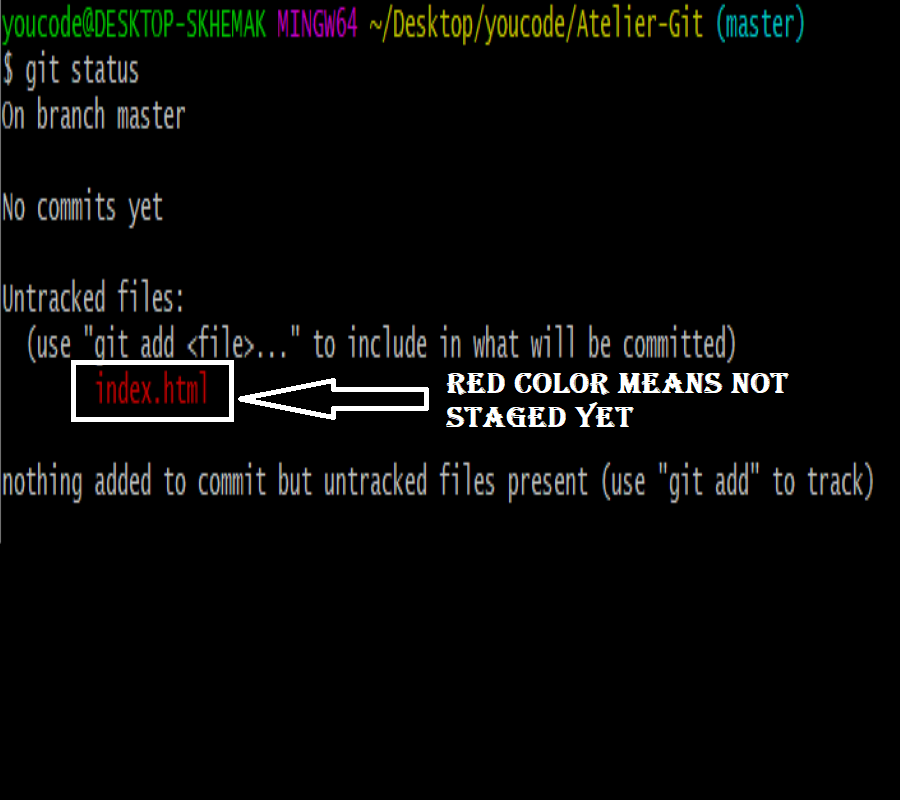 youcode@DESKTOP-SKHEMAK MINGW64 ~/Desktop/youcode/Atelier-Git (master)
$ git status
On branch master
No commits yet
Untracked files:
(use "git add <file>..." to include in what will be committed)
index.html
RED COLOR MEANS NOT
STAGED YET
nothing added to commit but untracked files present (use "git add" to track)